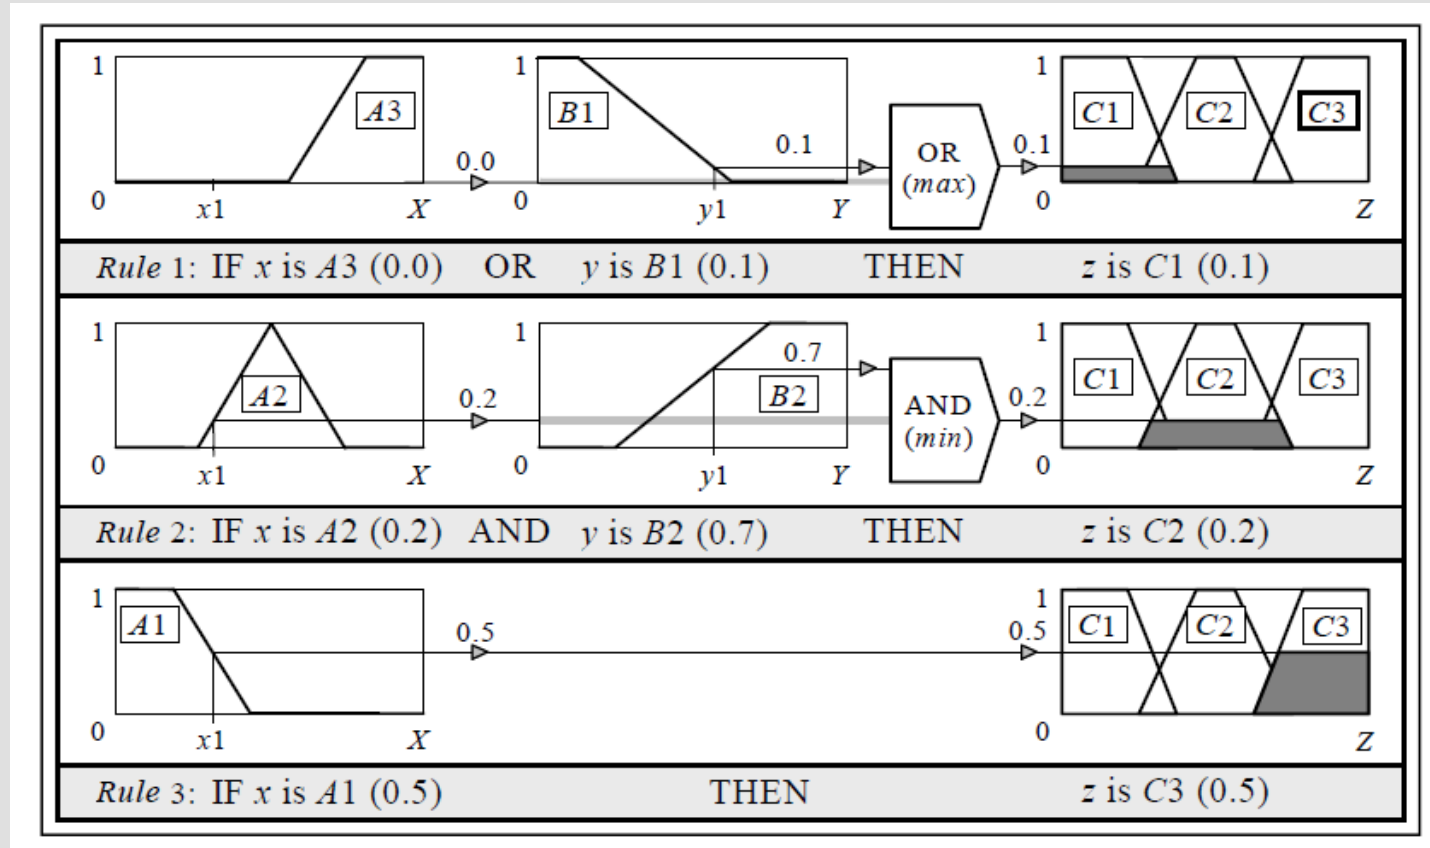 1 A3 0.0 1 B1 0.1 OR (max) 0.1 1 C1 C2 C3
0 x1 X 0 y1 Y 0 Z
Rule 1: IF x is A3 (0.0) OR y is B1 (0.1) THEN z is C1 (0.1)
1 A2 0.2 1 0.7 B2 AND (min) 0.2 1 C1 C2 C3
0 x1 X 0 y1 Y 0 Z
Rule 2: IF x is A2 (0.2) AND y is B2 (0.7) THEN z is C2 (0.2)
1 A1 0.5 0.5 1 C1 C2 C3
0 x1 X 0 Z
Rule 3: IF x is A1 (0.5) THEN z is C3 (0.5)